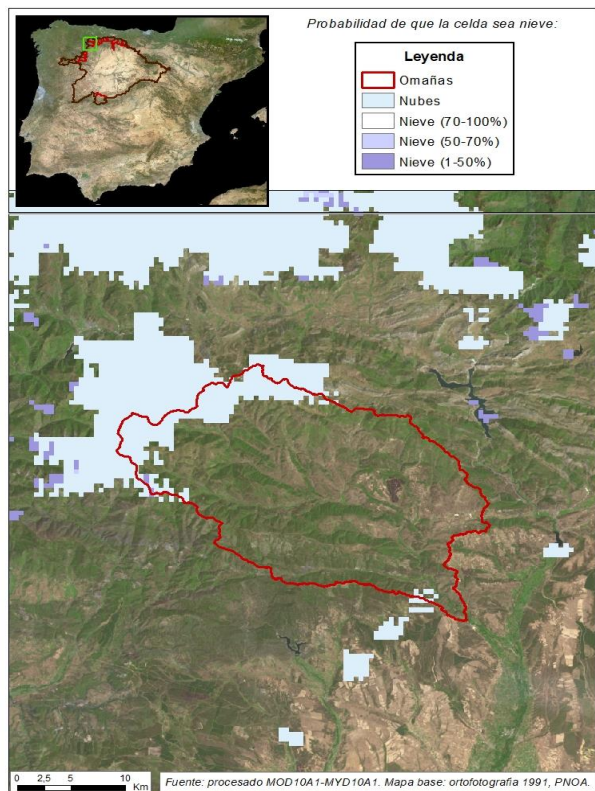 Probabilidad de que la celda sea nieve:
Leyenda
Omañas
Nubes
Nieve (70-100%)
Nieve (50-70%)
Nieve (1-50%)
0 2,5 5 10
Km
Fuente: procesado MOD10A1-MYD10A1. Mapa base: ortofotografia 1991, PNOA.